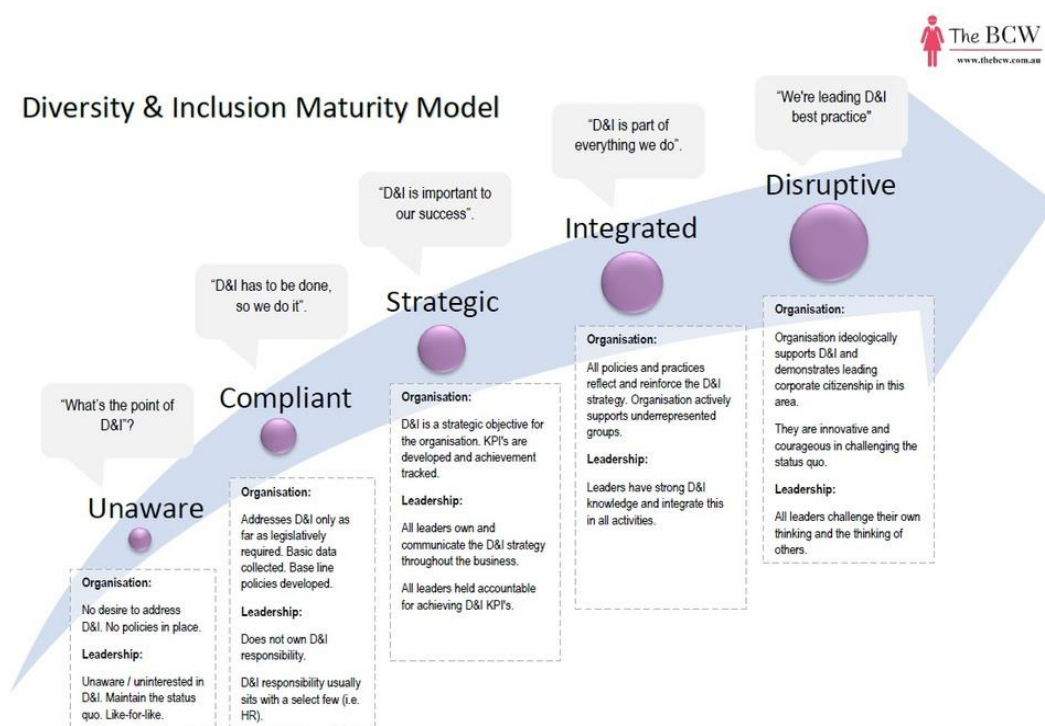 The BCW
www.thebcw.com.au
Diversity & Inclusion Maturity Model
“What’s the point of
D&I”?
Unaware
Organisation:
No desire to address
D&I. No policies in place.
Leadership:
Unaware / uninterested in
D&I. Maintain the status
quo. Like-for-like.
“D&I has to be done,
so we do it”.
Compliant
Organisation:
Addresses D&I only as
far as legislatively
required. Basic data
collected. Base line
policies developed.
Leadership:
Does not own D&I
responsibility.
D&I responsibility usually
sits with a select few (i.e.
HR).
“D&I is important to
our success”.
Strategic
Organisation:
D&I is a strategic objective for
the organisation. KPI's are
developed and achievement
tracked.
Leadership:
All leaders own and
communicate the D&I strategy
throughout the business.
All leaders held accountable
for achieving D&I KPI's.
“D&I is part of
everything we do”.
Integrated
Organisation:
All policies and practices
reflect and reinforce the D&I
strategy. Organisation actively
supports underrepresented
groups.
Leadership:
Leaders have strong D&I
knowledge and integrate this
in all activities.
“We're leading D&I
best practice"
Disruptive
Organisation:
Organisation ideologically
supports D&I and
demonstrates leading
corporate citizenship in this
area.
They are innovative and
courageous in challenging the
status quo.
Leadership:
All leaders challenge their own
thinking and the thinking of
others.